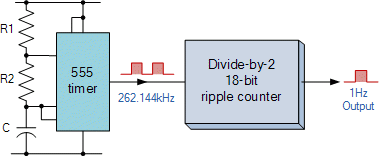 R1
R2
C
555
timer
262.144kHz
Divide-by-2
18-bit
ripple counter
1Hz
Output